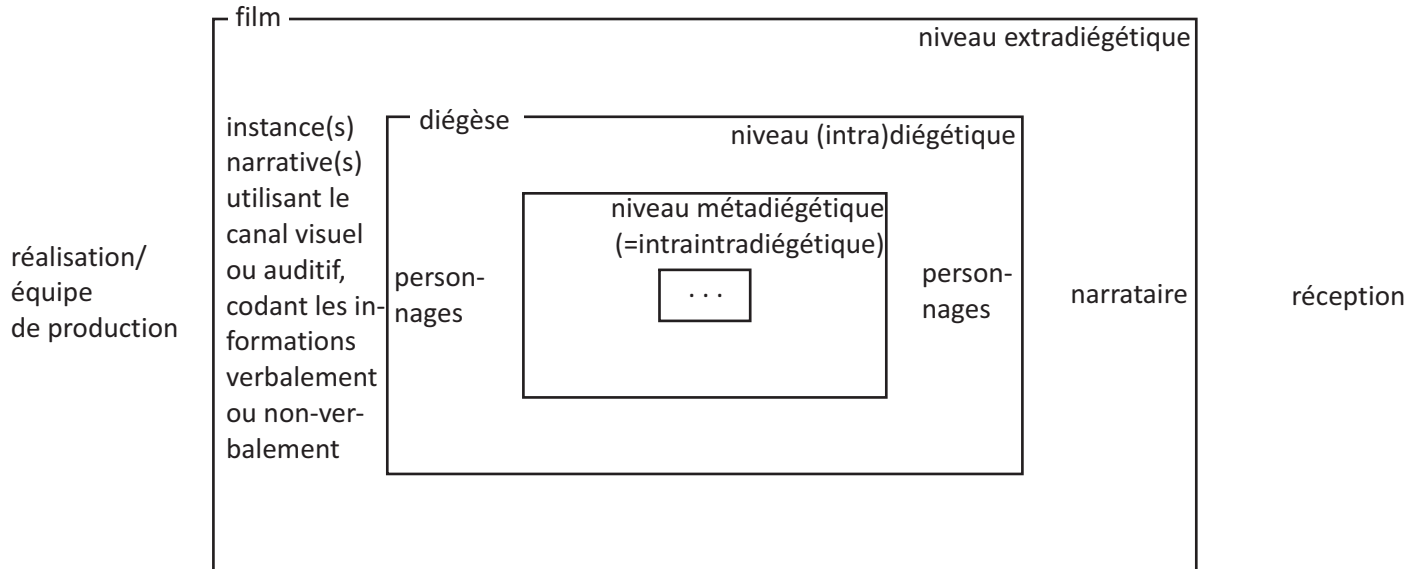 film
niveau extradiégétique
réalisation/
équipe
de production
instance(s)
narrative(s)
utilisant le
canal visuel
ou auditif,
codant les in-
formations
verbalement
ou non-ver-
balement
diégèse
niveau (intra)diégétique
person-
nages
niveau métadiégétique
(=intraintradiégétique)
. . .
person-
nages
narrataire
réception